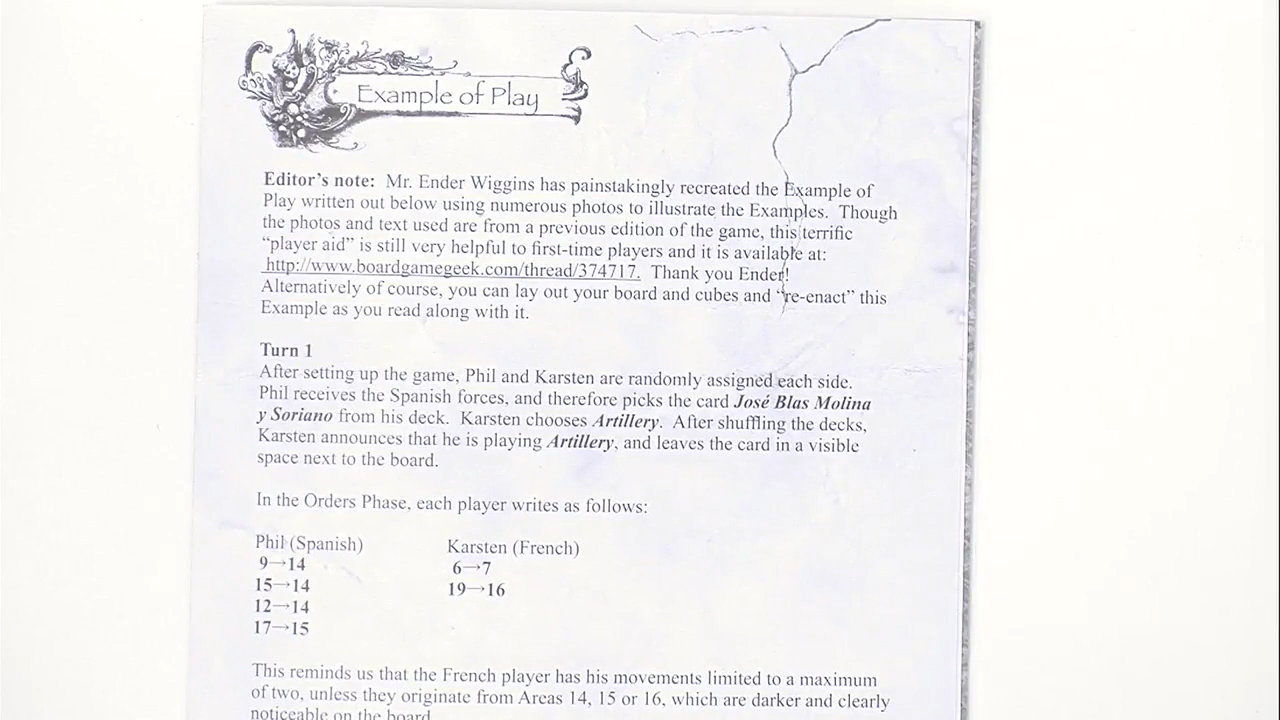 Example of Play
Editor's note: Mr. Ender Wiggins has painstakingly recreated the Example of
Play written out below using numerous photos to illustrate the Examples. Though
the photos and text used are from a previous edition of the game, this terrific
“player aid” is still very helpful to first-time players and it is available at:
http://www.boardgamegeek.com/thread/374717. Thank you Ender!
Alternatively of course, you can lay out your board and cubes and “re-enact” this
Example as you read along with it.
Turn 1
After setting up the game, Phil and Karsten are randomly assigned each side.
Phil receives the Spanish forces, and therefore picks the card José Blas Molina
y Soriano from his deck. Karsten chooses Artillery. After shuffling the decks,
Karsten announces that he is playing Artillery, and leaves the card in a visible
space next to the board.
In the Orders Phase, each player writes as follows:
Phil (Spanish) Karsten (French)
9→14 6→7
15→14 19→16
12→14
17→15
This reminds us that the French player has his movements limited to a maximum
of two, unless they originate from Areas 14, 15 or 16, which are darker and clearly
noticeable on the board